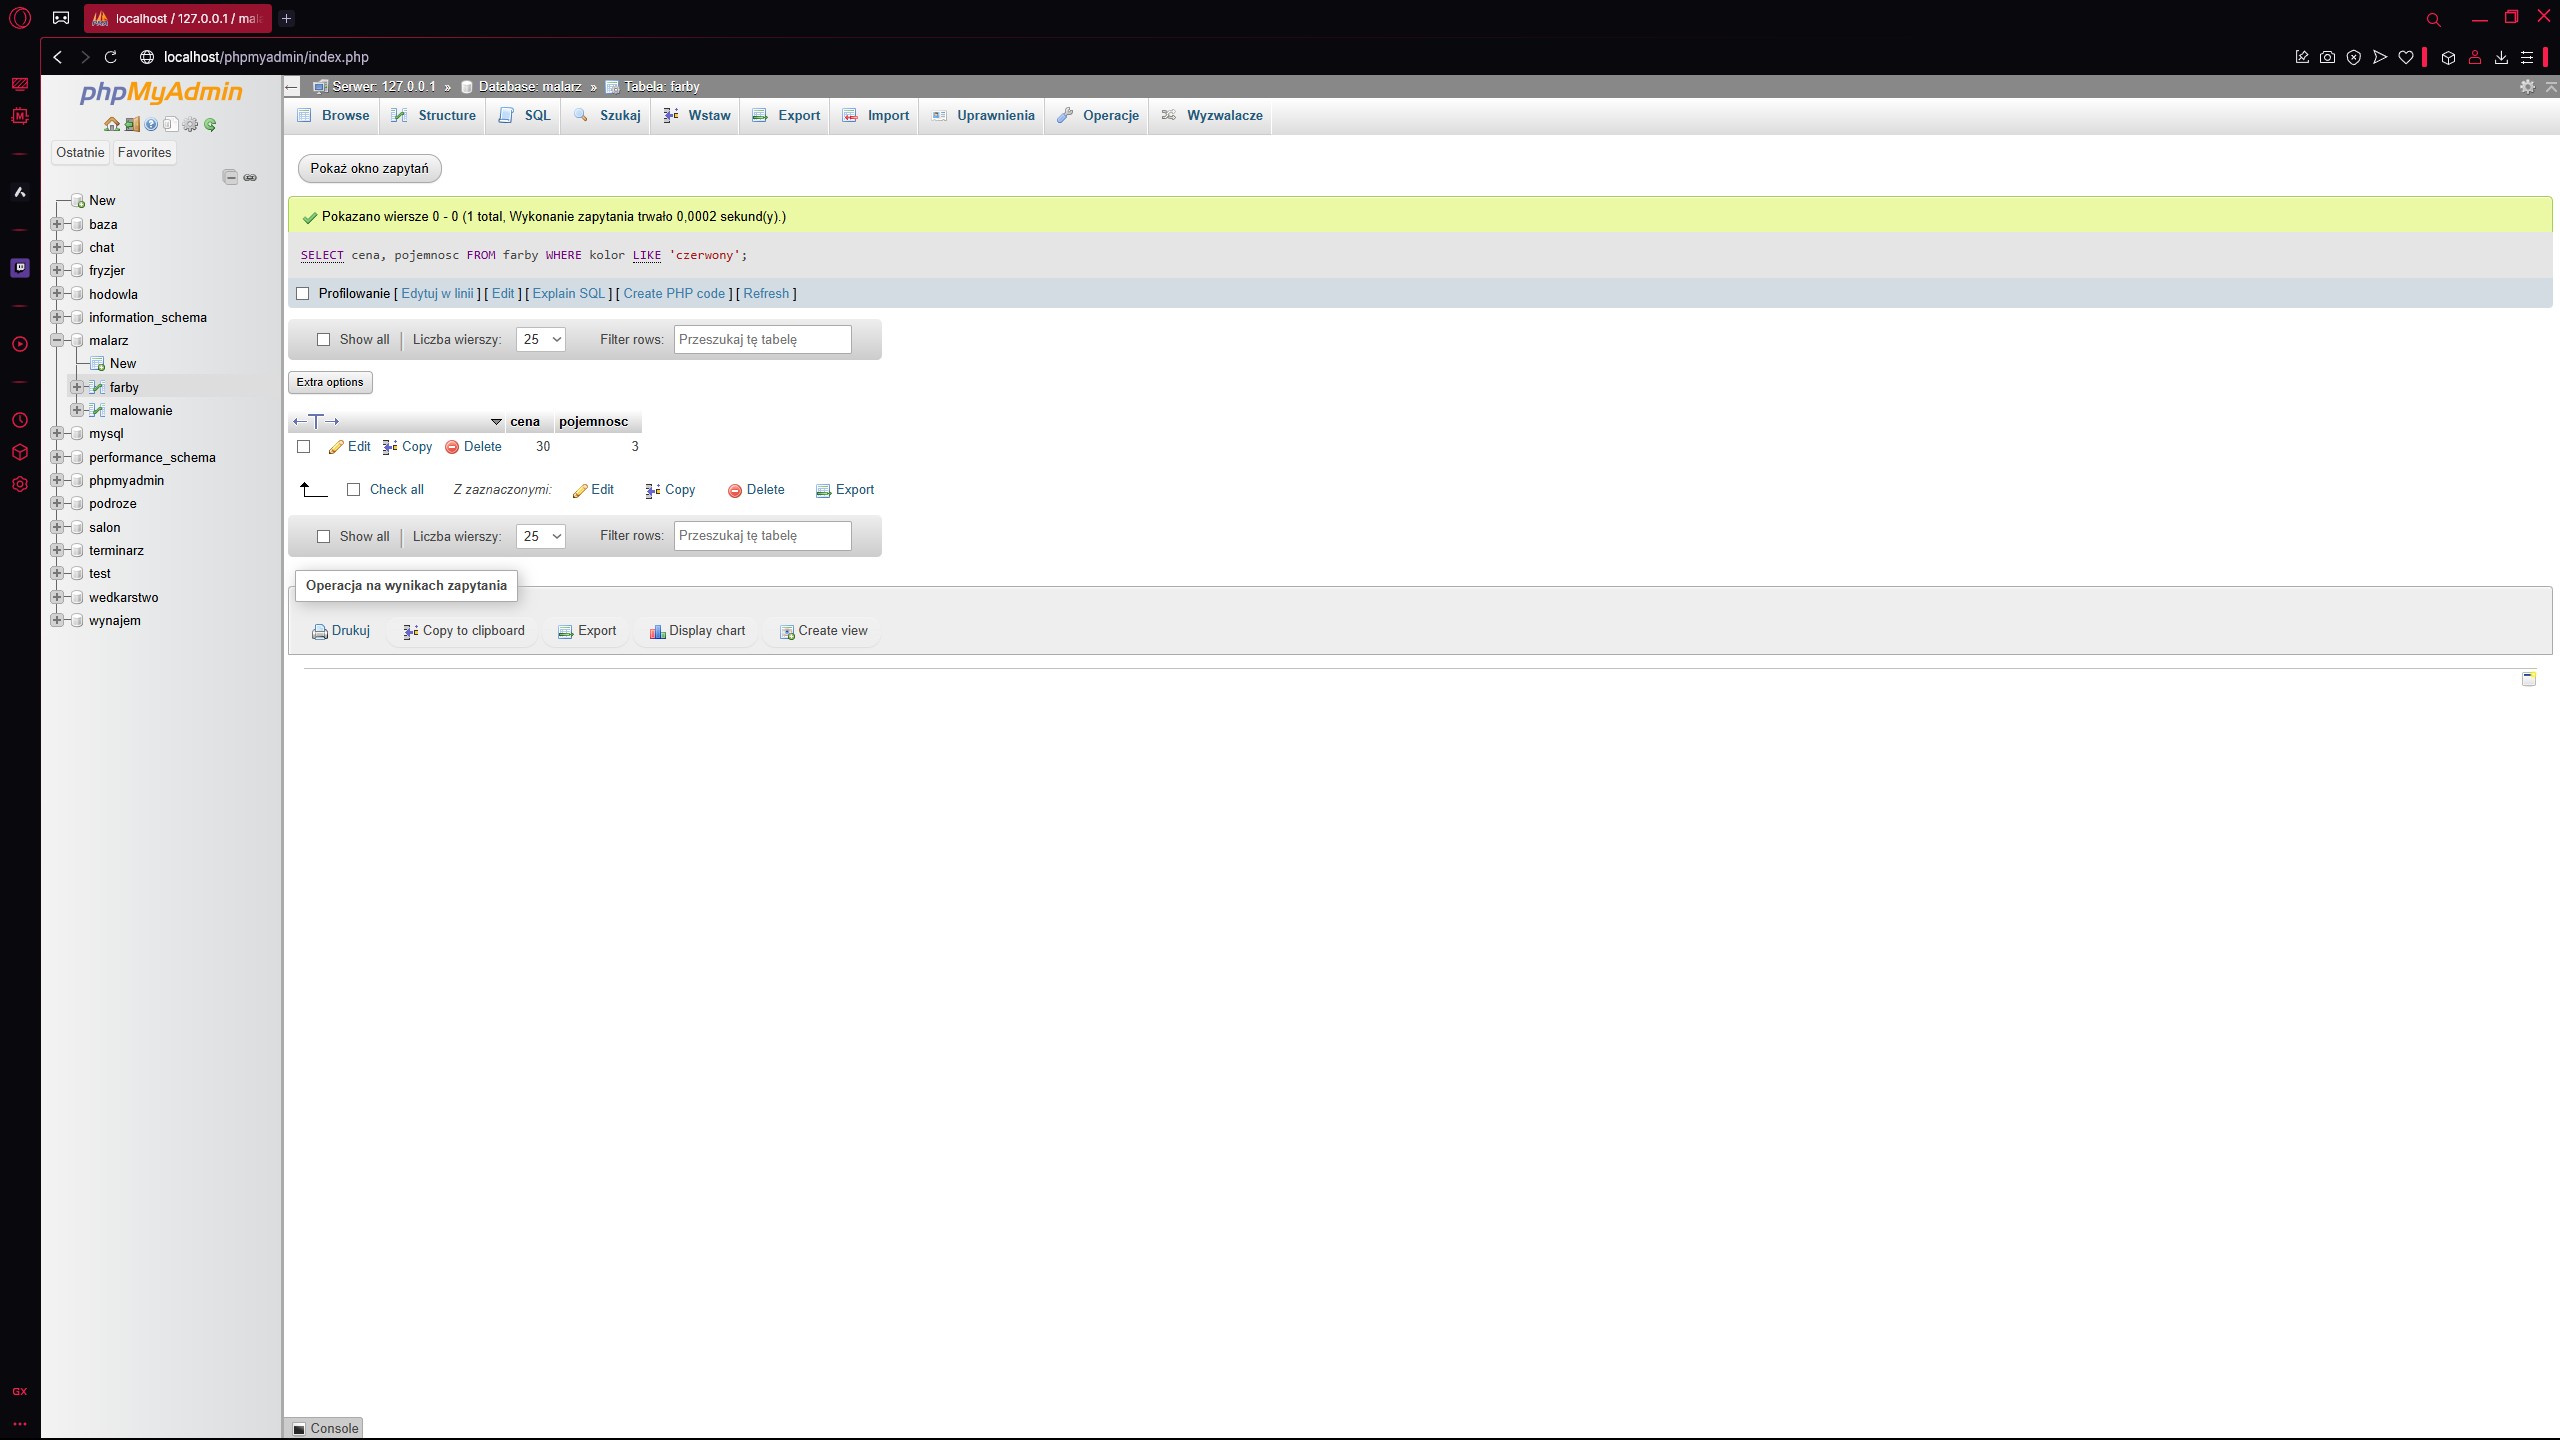 localhost / 127.0.0.1 / mal
localhost/phpmyadmin/index.php
phpMyAdmin
Ostatnie Favorites
New
baza
chat
fryzjer
hodowla
information_schema
malarz
New
farby
malowanie
mysql
performance_schema
phpmyadmin
podroze
salon
terminarz
test
wedkarstwo
wynajem
Serwer: 127.0.0.1 » Database: malarz » Tabela: farby
Browse Structure SQL Szukaj Wstaw Export Import Uprawnienia Operacje Wyzwalacze
Pokaż okno zapytań
Pokazano wiersze 0 - 0 (1 total, Wykonanie zapytania trwało 0,0002 sekund(y).)
SELECT cena, pojemnosc FROM farby WHERE kolor LIKE 'czerwony';
Profilowanie [ Edytuj w linii ] [ Edit ] [ Explain SQL ] [ Create PHP code ] [ Refresh ]
Show all Liczba wierszy: 25 Filter rows: Przeszukaj tę tabelę
Extra options
←T→ cena pojemnosc
Edit Copy Delete 30 3
Check all Z zaznaczonymi: Edit Copy Delete Export
Show all Liczba wierszy: 25 Filter rows: Przeszukaj tę tabelę
Operacja na wynikach zapytania
Drukuj Copy to clipboard Export Display chart Create view
GX
Console